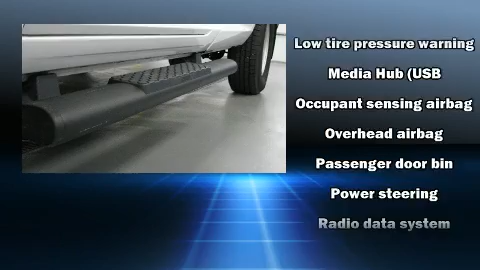 Low tire pressure warning
Media Hub (USB
Occupant sensing airbag
Overhead airbag
Passenger door bin
Power steering
Radio data system